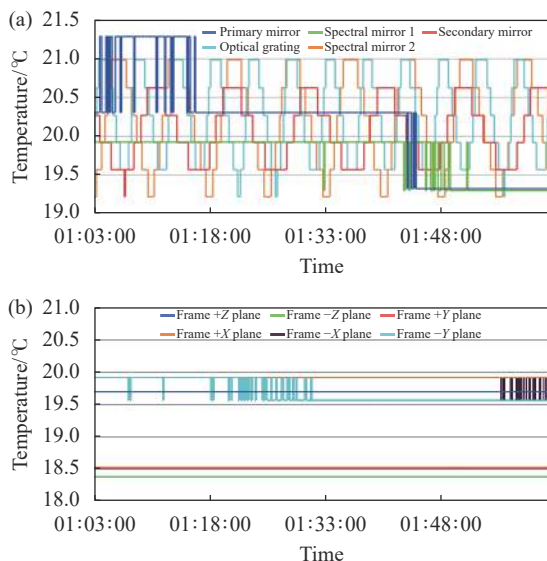 (a)
Primary mirror Spectral mirror 1 Secondary mirror
Optical grating Spectral mirror 2
Temperature/℃
21.5
21.0
20.5
20.0
19.5
19.0
01:03:00 01:18:00 01:33:00 01:48:00
Time
(b)
Frame +Z plane Frame −Z plane Frame +Y plane
Frame +X plane Frame −X plane Frame −Y plane
Temperature/℃
21.0
20.5
20.0
19.5
19.0
18.5
18.0
01:03:00 01:18:00 01:33:00 01:48:00
Time